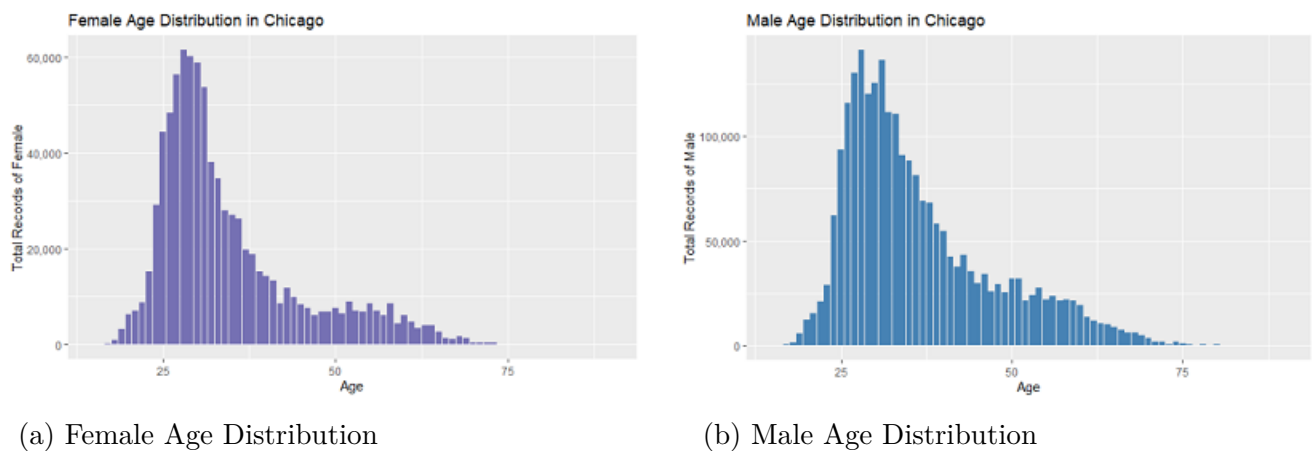 Female Age Distribution in Chicago
Total Records of Female
60,000
40,000
20,000
0
25
50
75
Age
(a) Female Age Distribution
Male Age Distribution in Chicago
Total Records of Male
100,000
50,000
0
25
50
75
Age
(b) Male Age Distribution